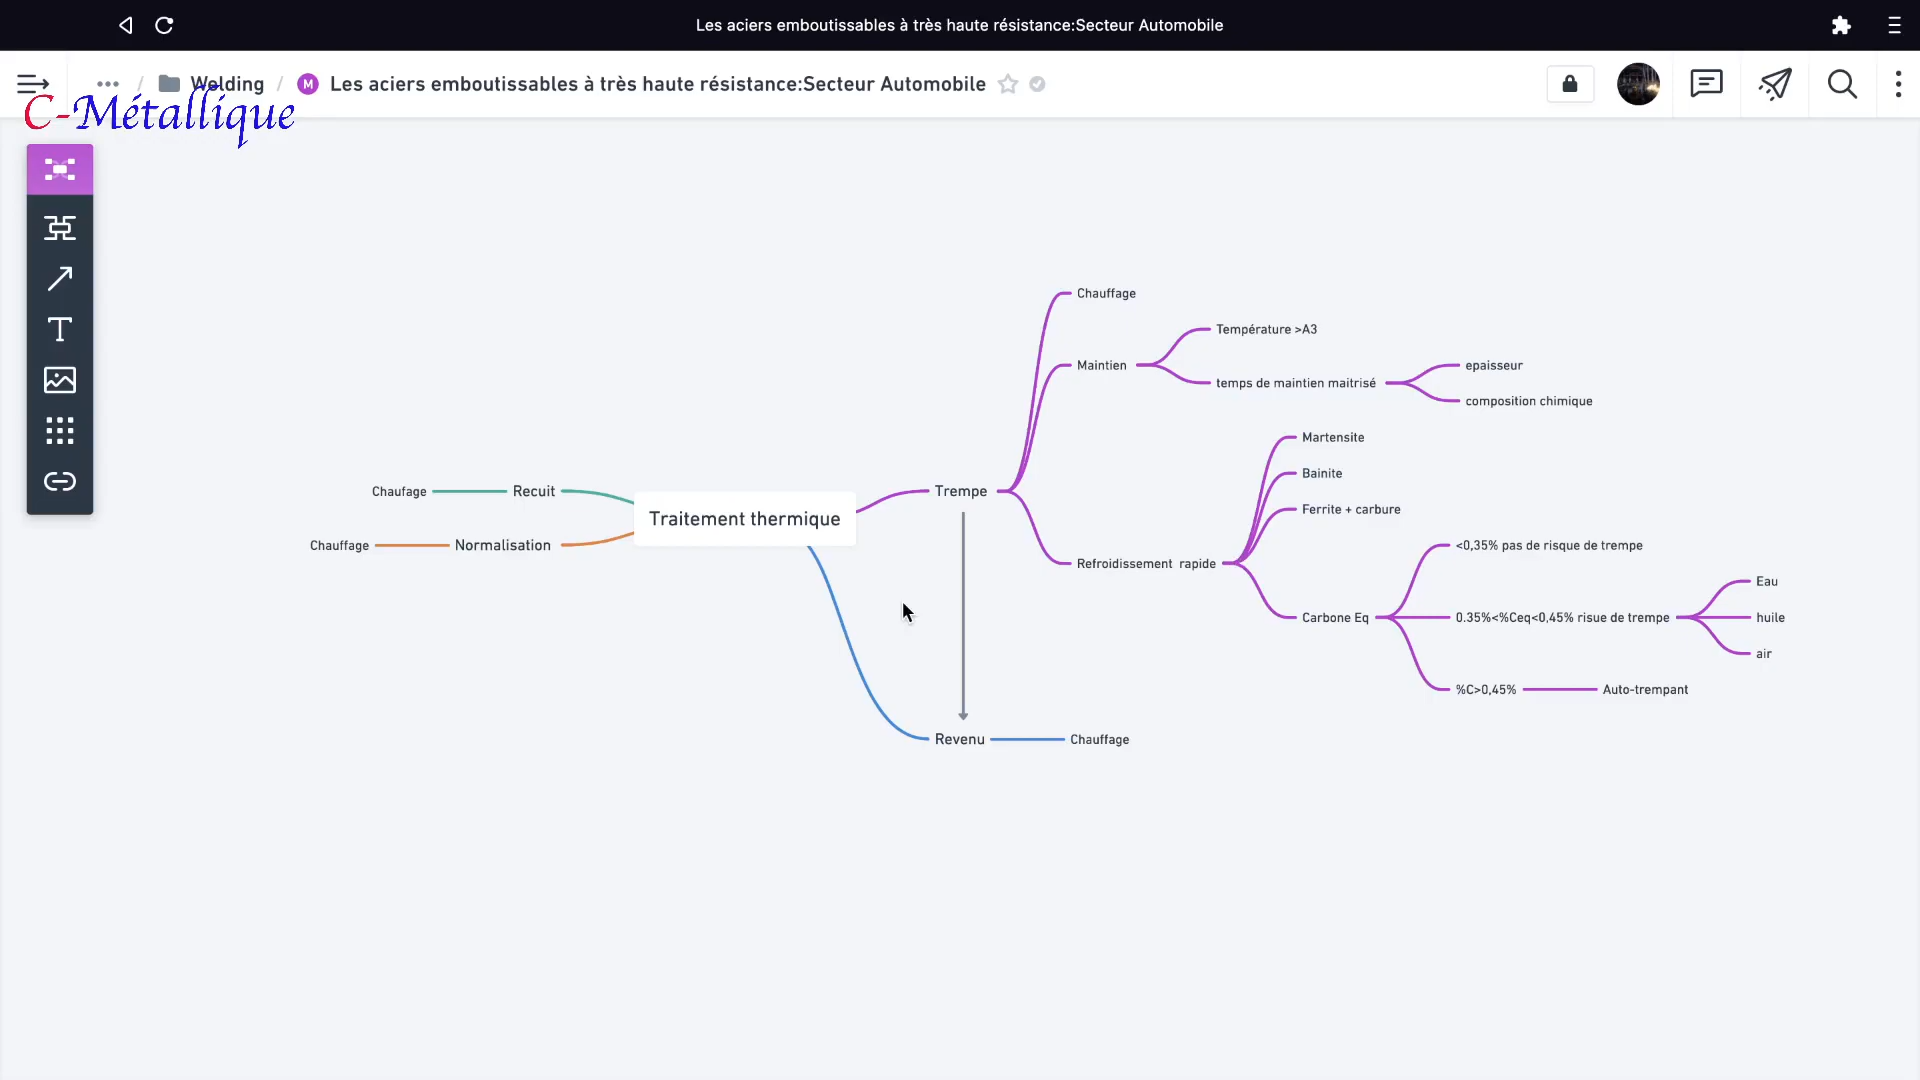 Les aciers emboutissables à très haute résistance:Secteur Automobile
Welding / M Les aciers emboutissables à très haute résistance:Secteur Automobile
C-Métallique
T
Chauffage
Température >A3
Maintien
epaisseur
temps de maintien maitrisé
composition chimique
Martensite
Bainite
Chaufage
Recuit
Trempe
Ferrite + carbure
Traitement thermique
Chauffage
Normalisation
<0,35% pas de risque de trempe
Refroidissement rapide
Eau
Carbone Eq
0.35%<%Ceq<0,45% risue de trempe
huile
air
%C>0,45%
Auto-trempant
Revenu
Chauffage